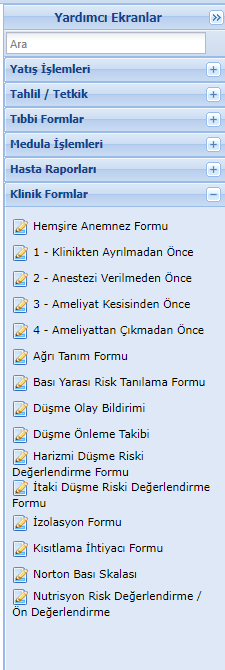 Yardımcı Ekranlar
Ara
Yatış İşlemleri
Tahlil / Tetkik
Tıbbi Formlar
Medula İşlemleri
Hasta Raporları
Klinik Formlar
Hemşire Anemnez Formu
1 - Klinikten Ayrılmadan Önce
2 - Anestezi Verilmeden Önce
3 - Ameliyat Kesisinden Önce
4 - Ameliyattan Çıkmadan Önce
Ağrı Tanım Formu
Bası Yarası Risk Tanılama Formu
Düşme Olay Bildirimi
Düşme Önleme Takibi
Harizmi Düşme Riski
Değerlendirme Formu
İtaki Düşme Riski Değerlendirme
Formu
İzolasyon Formu
Kısıtlama İhtiyacı Formu
Norton Bası Skalası
Nutrisyon Risk Değerlendirme /
Ön Değerlendirme